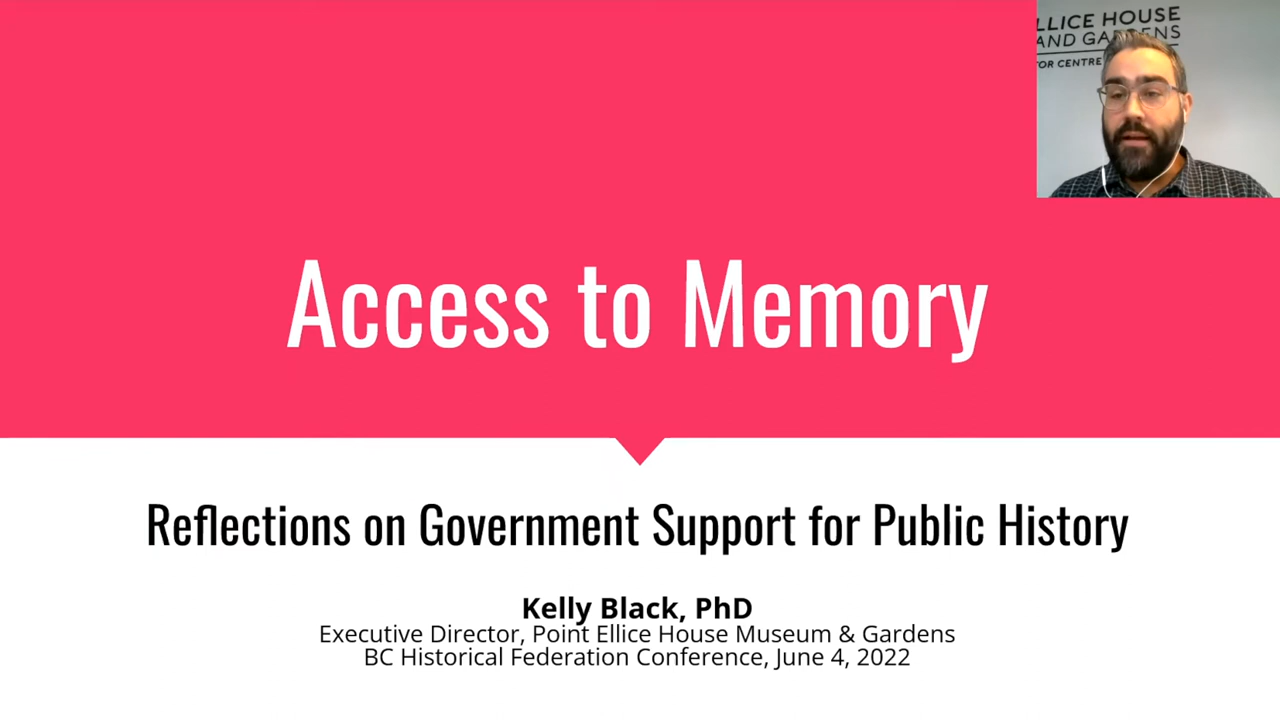 ELLICE HOUSE
AND GARDENS
CENTRE
Access to Memory
Reflections on Government Support for Public History
Kelly Black, PhD
Executive Director, Point Ellice House Museum & Gardens
BC Historical Federation Conference, June 4, 2022